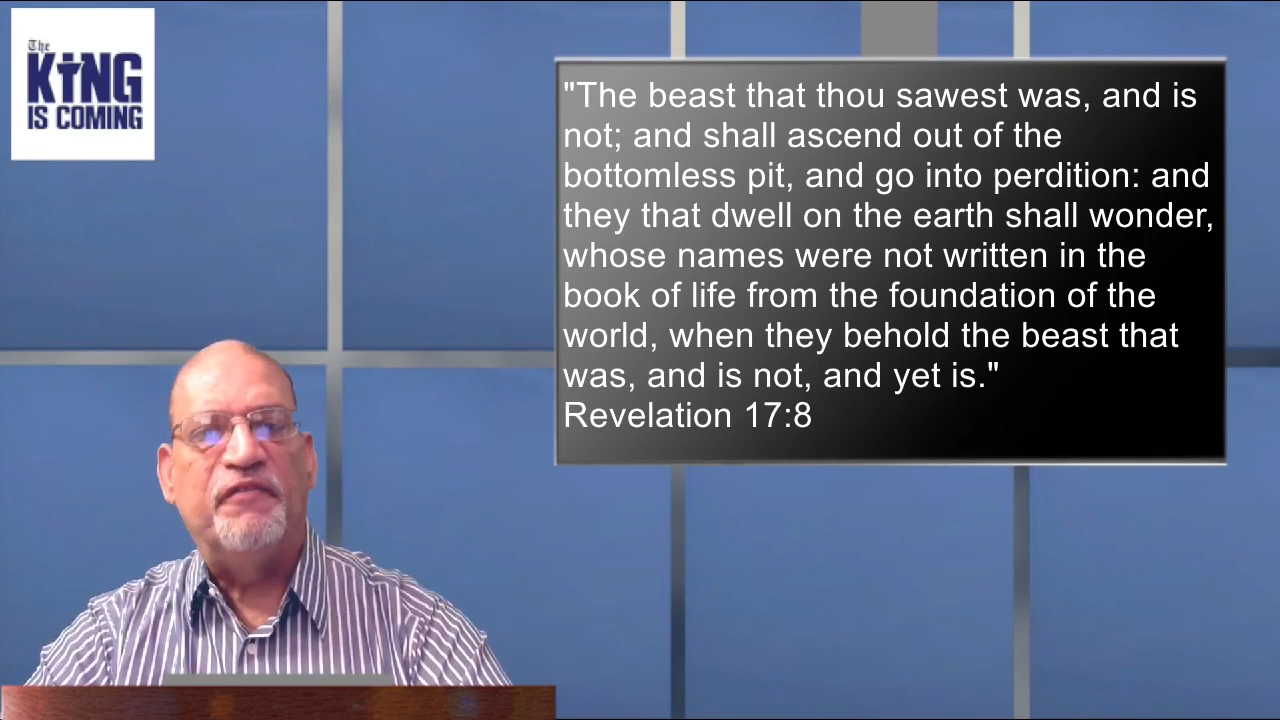 The
KING
IS COMING
"The beast that thou sawest was, and is
not; and shall ascend out of the
bottomless pit, and go into perdition: and
they that dwell on the earth shall wonder,
whose names were not written in the
book of life from the foundation of the
world, when they behold the beast that
was, and is not, and yet is."
Revelation 17:8